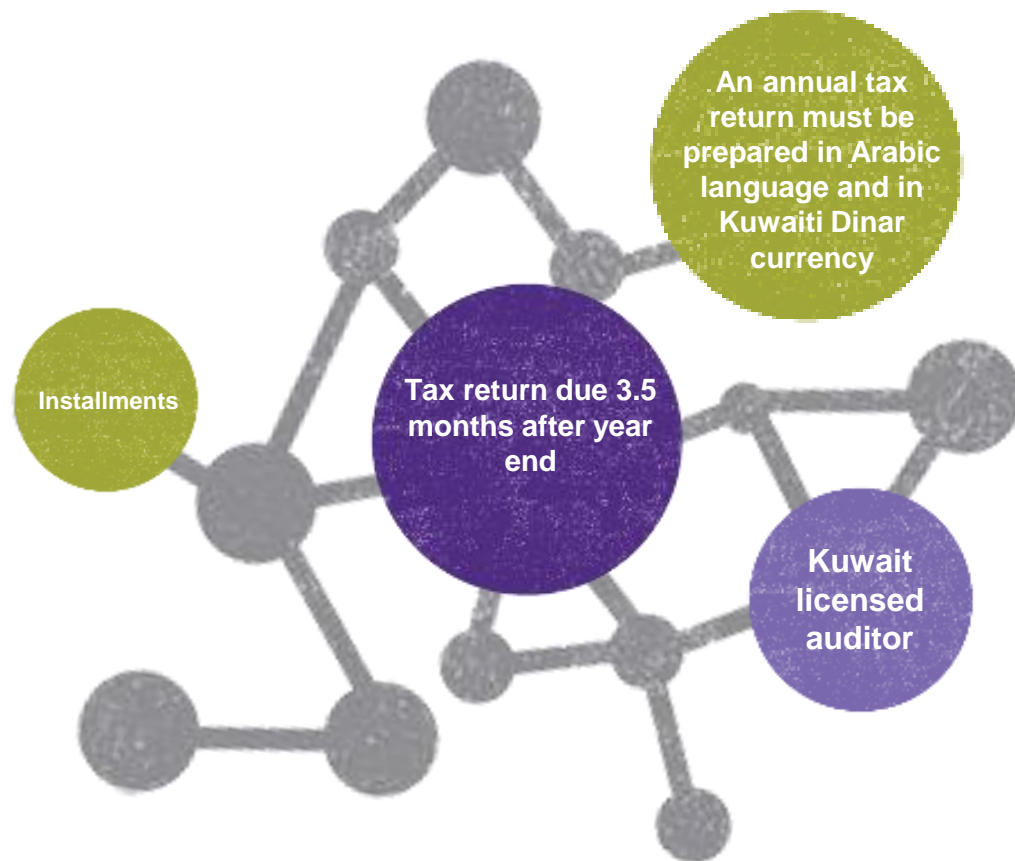 An annual tax
return must be
prepared in Arabic
language and in
Kuwaiti Dinar
currency
Installments
Tax return due 3.5
months after year
end
Kuwait
licensed
auditor